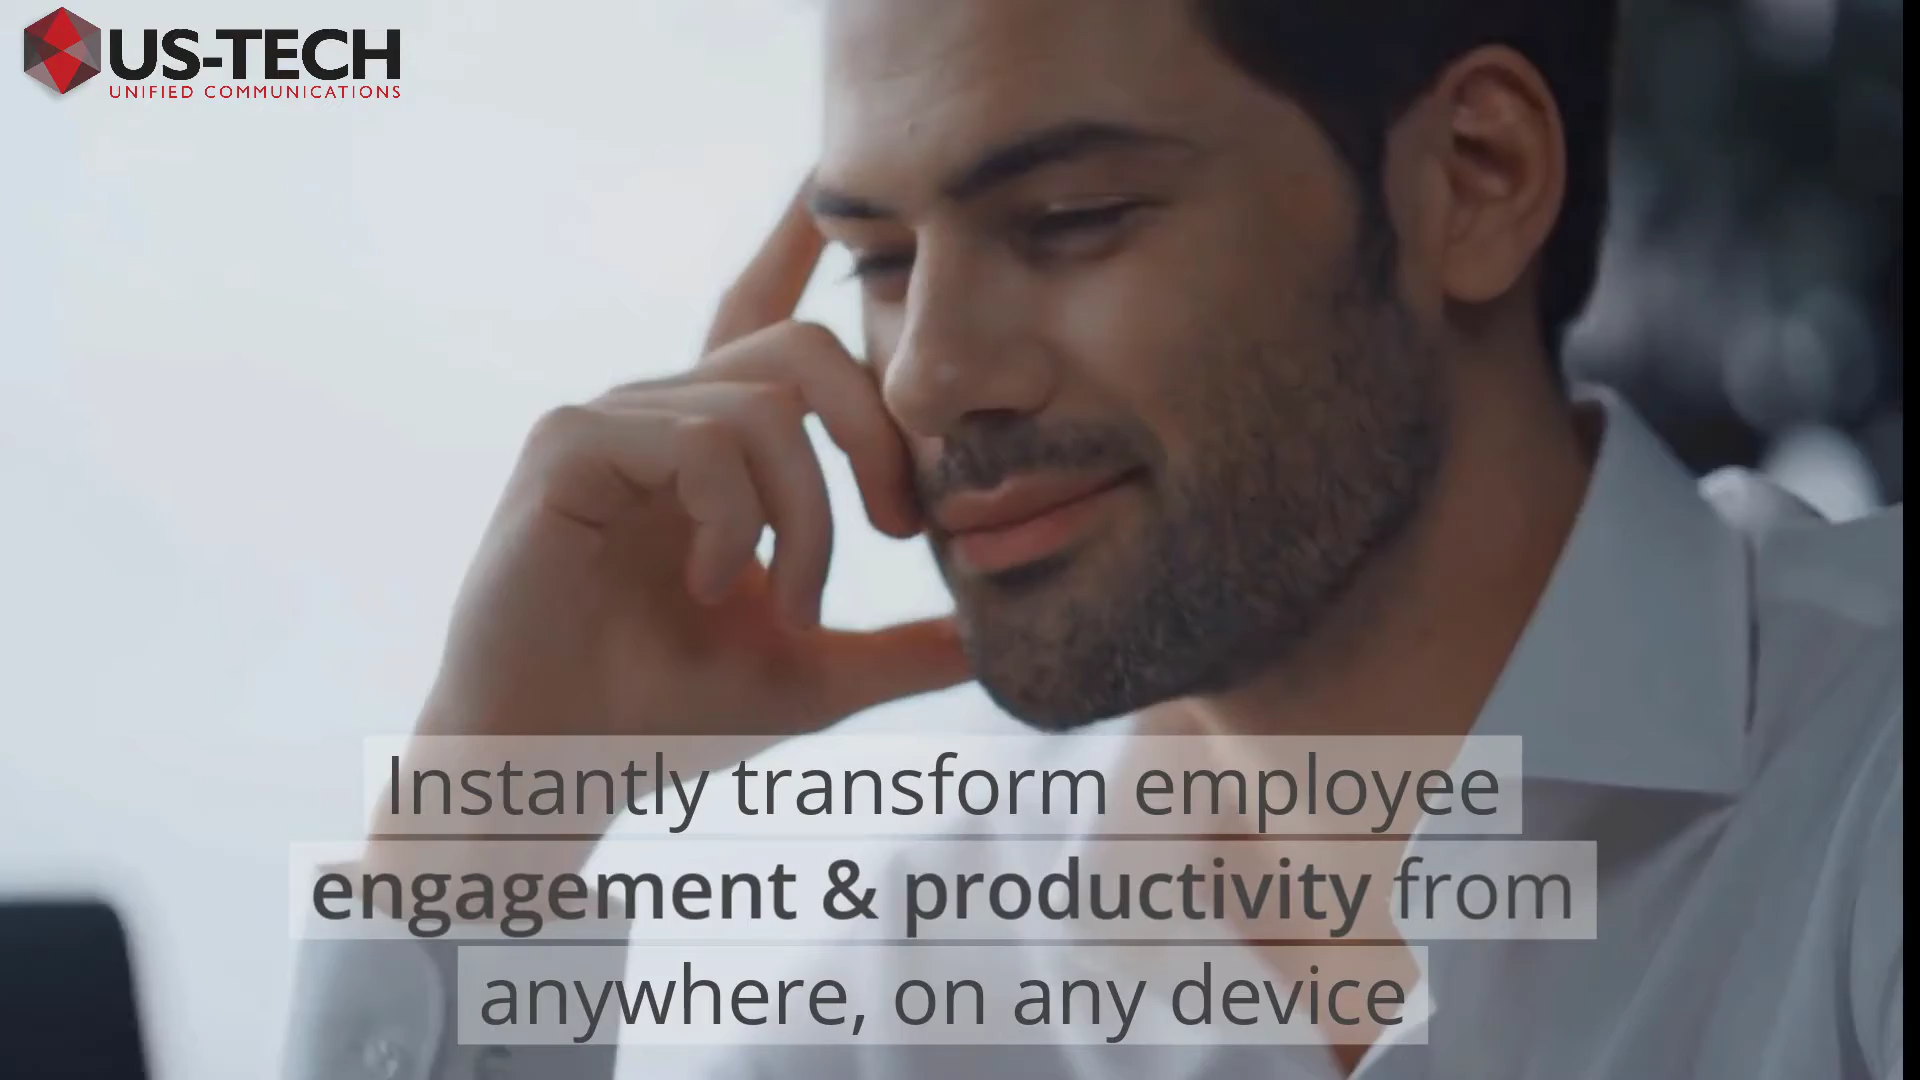 US-TECH
UNIFIED COMMUNICATIONS
Instantly transform employee
engagement & productivity from
anywhere, on any device